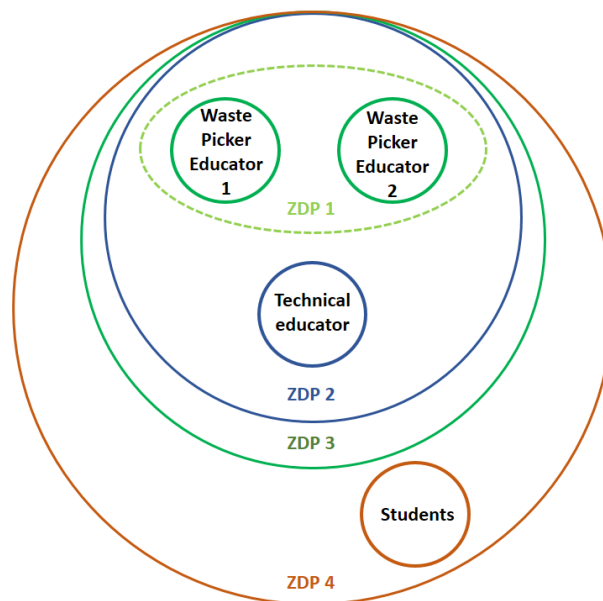 Waste
Picker
Educator
1
Waste
Picker
Educator
2
ZDP 1
Technical
educator
ZDP 2
ZDP 3
Students
ZDP 4